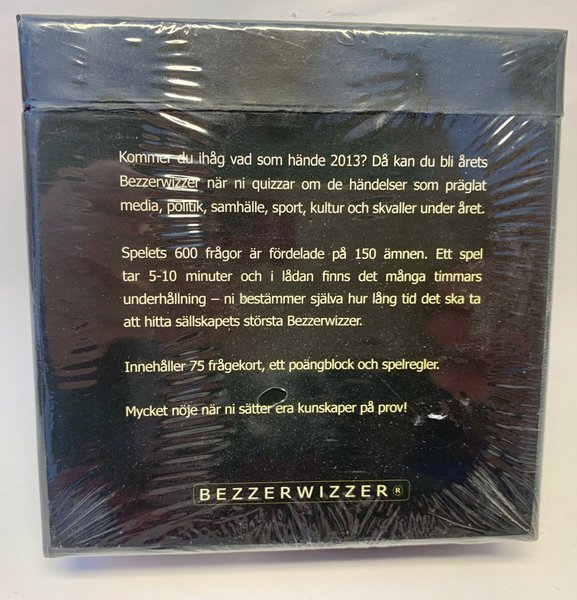 Kommer du ihåg vad som hände 2013? Då kan du bli årets
Bezzerwizzer när ni quizzar om de händelser som präglat
media, politik, samhälle, sport, kultur och skvaller under året.
Spelets 600 frågor är fördelade på 150 ämnen. Ett spel
tar 5-10 minuter och i lådan finns det många timmars
underhållning – ni bestämmer själva hur lång tid det ska ta
att hitta sällskapets största Bezzerwizzer.
Innehåller 75 frågekort, ett poängblock och spelregler.
Mycket nöje när ni sätter era kunskaper på prov!
BEZZERWIZZER®